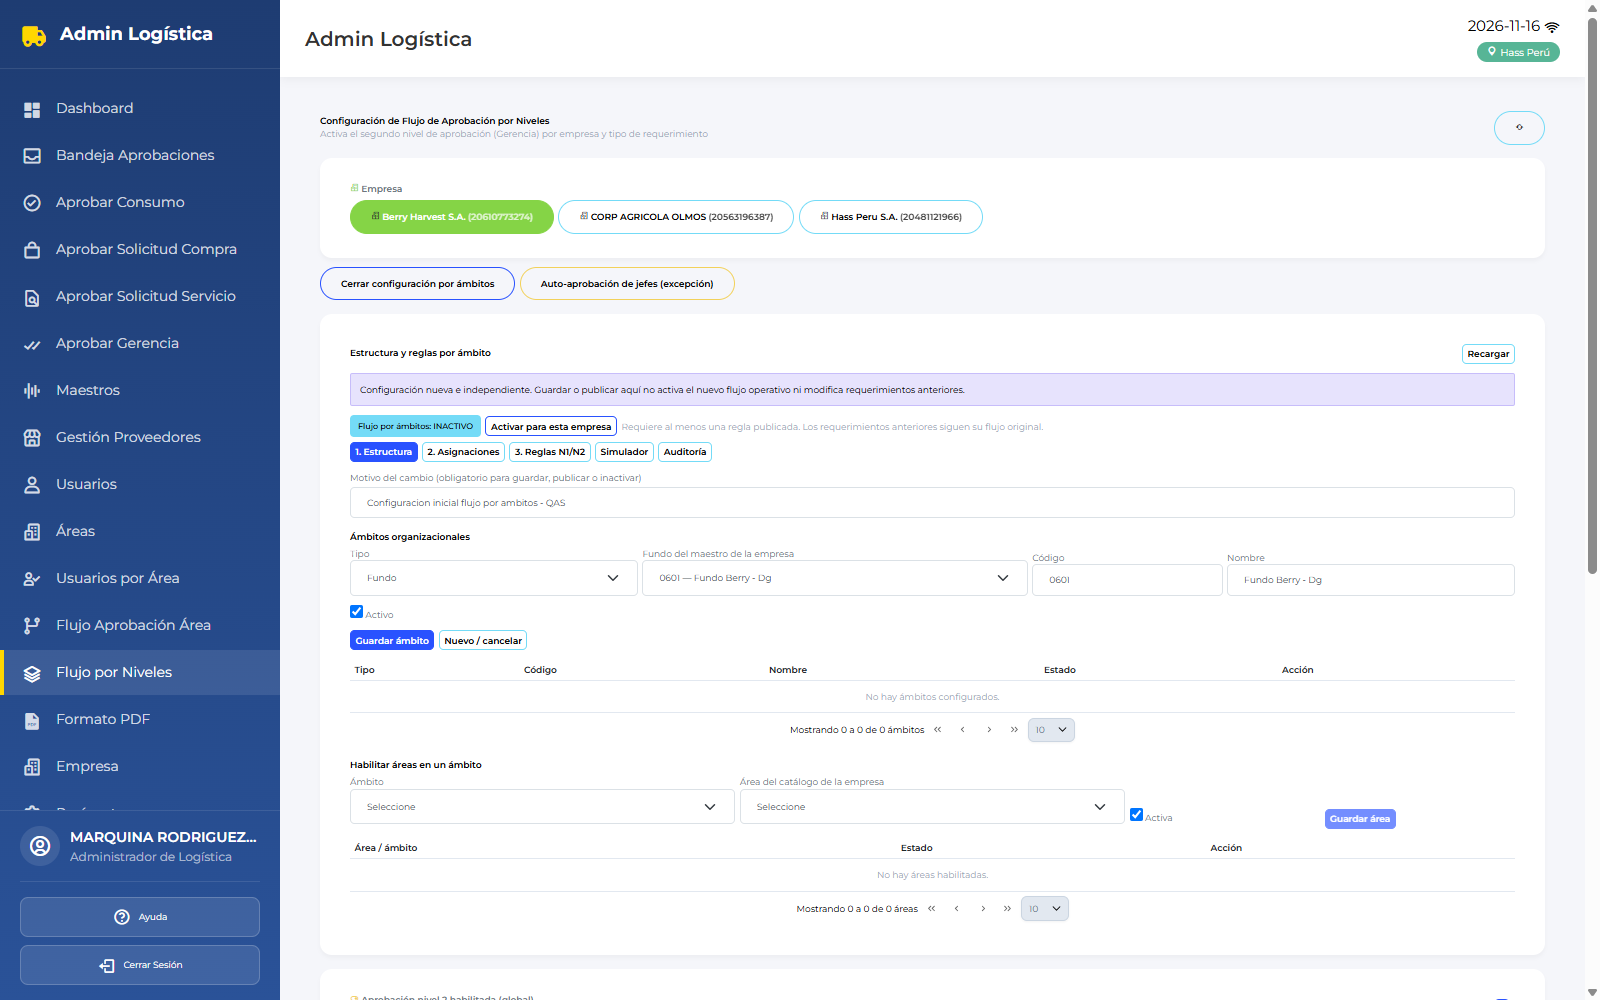 Admin Logística
Dashboard
Bandeja Aprobaciones
Aprobar Consumo
Aprobar Solicitud Compra
Aprobar Solicitud Servicio
Aprobar Gerencia
Maestros
Gestión Proveedores
Usuarios
Áreas
Usuarios por Área
Flujo Aprobación Área
Flujo por Niveles
Formato PDF
Empresa
MARQUINA RODRIGUEZ...
Administrador de Logística
Ayuda
Cerrar Sesión
Admin Logística
2026-11-16
Hass Perú
Configuración de Flujo de Aprobación por Niveles
Activa el segundo nivel de aprobación (Gerencia) por empresa y tipo de requerimiento
Empresa
Berry Harvest S.A. (20610773274)
CORP AGRICOLA OLMOS (20563196387)
Hass Peru S.A. (20481121966)
Cerrar configuración por ámbitos
Auto-aprobación de jefes (excepción)
Estructura y reglas por ámbito
Recargar
Configuración nueva e independiente. Guardar o publicar aquí no activa el nuevo flujo operativo ni modifica requerimientos anteriores.
Flujo por ámbitos: INACTIVO
Activar para esta empresa
Requiere al menos una regla publicada. Los requerimientos anteriores siguen su flujo original.
1. Estructura
2. Asignaciones
3. Reglas N1/N2
Simulador
Auditoría
Motivo del cambio (obligatorio para guardar, publicar o inactivar)
Configuracion inicial flujo por ambitos - QAS
Ámbitos organizacionales
Tipo
Fundo del maestro de la empresa
Código
Nombre
Fundo
0601 — Fundo Berry - Dg
0601
Fundo Berry - Dg
Activo
Guardar ámbito
Nuevo / cancelar
Tipo Código Nombre Estado Acción
No hay ámbitos configurados.
Mostrando 0 a 0 de 0 ámbitos « ‹ › » 10
Habilitar áreas en un ámbito
Ámbito
Área del catálogo de la empresa
Seleccione
Seleccione
Activa
Guardar área
Área / ámbito Estado Acción
No hay áreas habilitadas.
Mostrando 0 a 0 de 0 áreas « ‹ › » 10
Aprobación nivel 2 habilitada (global)